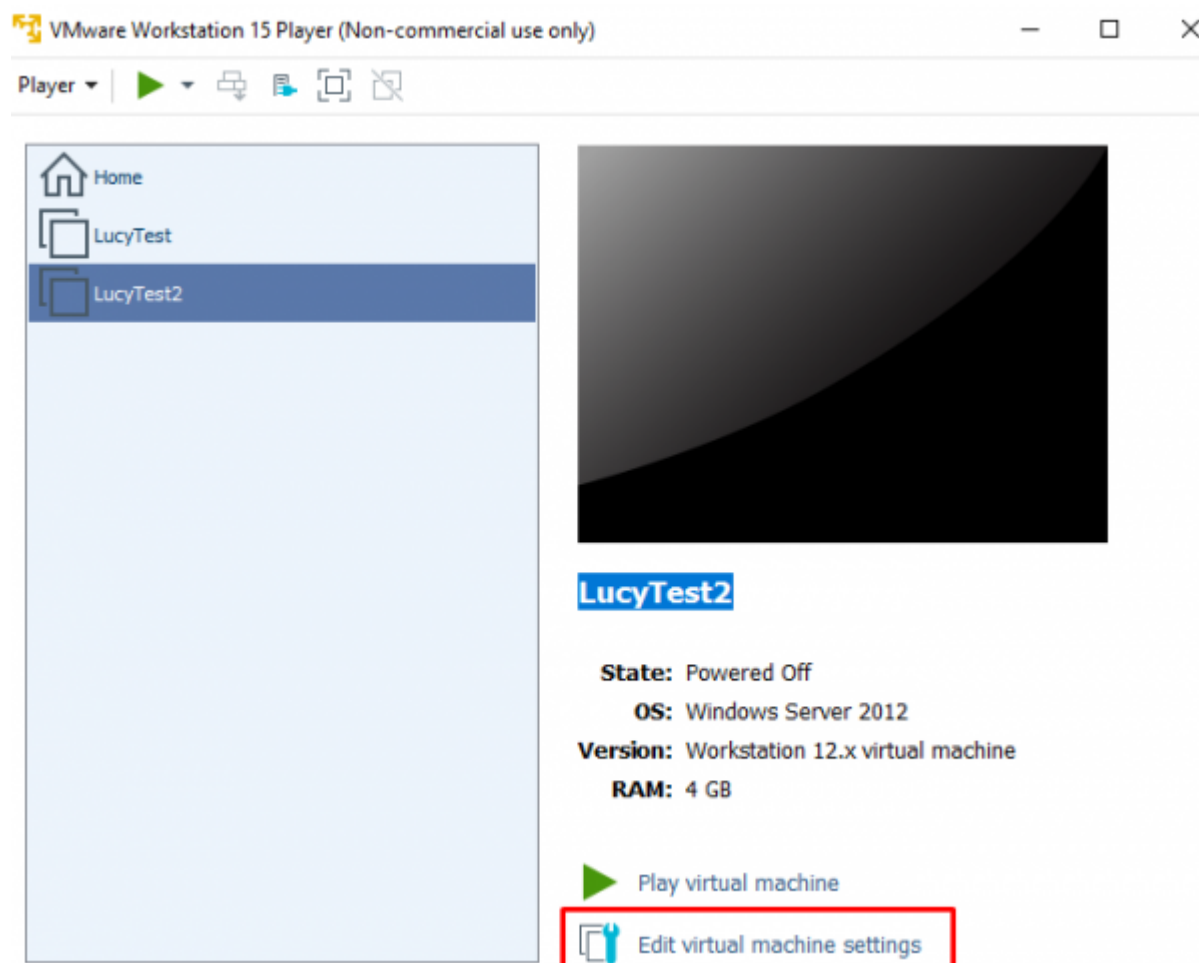 VMware Workstation 15 Player (Non-commercial use only)
Player
Home
LucyTest
LucyTest2
LucyTest2
State: Powered Off
OS: Windows Server 2012
Version: Workstation 12.x virtual machine
RAM: 4 GB
Play virtual machine
Edit virtual machine settings